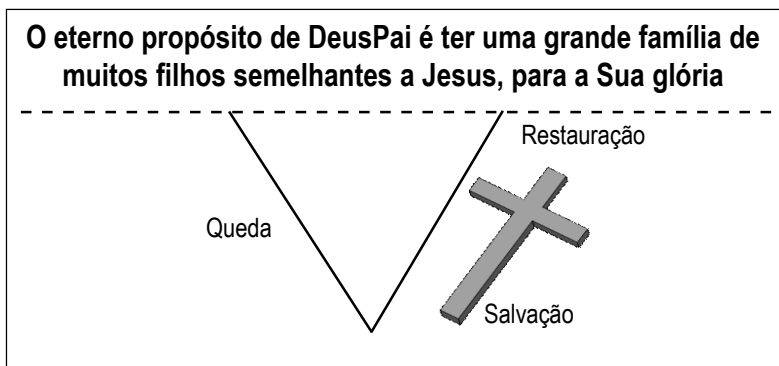 O eterno propósito de DeusPai é ter uma grande família de
muitos filhos semelhantes a Jesus, para a Sua glória
Restauração
Queda
Salvação